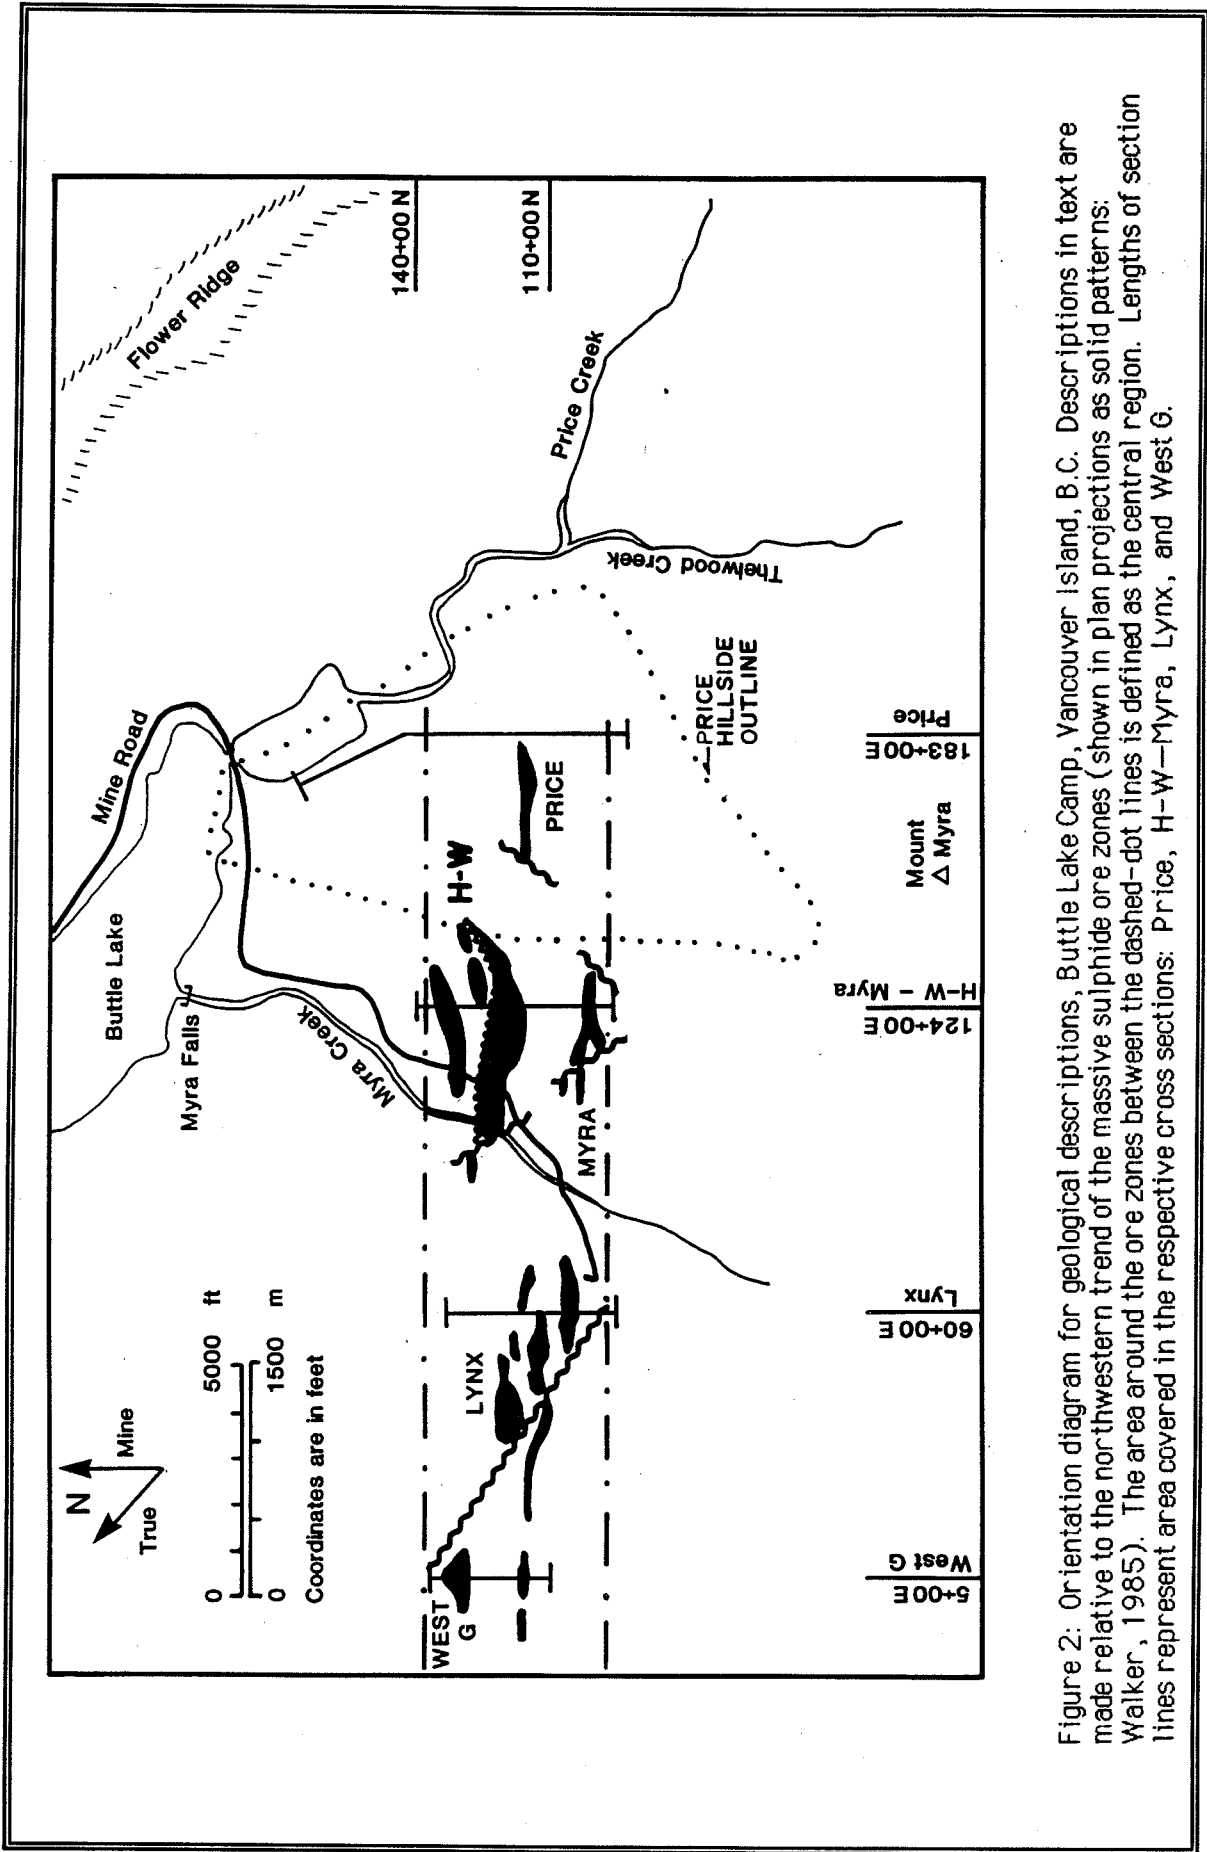 N
True
Mine
0 5000 ft
0 1500 m
Coordinates are in feet
Buttle Lake
Myra Falls
Mine Road
Myra Creek
Flower Ridge
140+00 N
110+00 N
Price Creek
Thelwood Creek
PRICE
HILLSIDE
OUTLINE
WEST
G
LYNX
MYRA
H-W
PRICE
Mount
△ Myra
5+00 E
West G
60+00 E
Lynx
124+00 E
H-W - Myra
183+00 E
Price
Figure 2: Orientation diagram for geological descriptions, Buttle Lake Camp, Vancouver Island, B.C. Descriptions in text are
made relative to the northwestern trend of the massive sulphide ore zones (shown in plan projections as solid patterns:
Walker, 1985). The area around the ore zones between the dashed-dot lines is defined as the central region. Lengths of section
lines represent area covered in the respective cross sections: Price, H-W-Myra, Lynx, and West G.